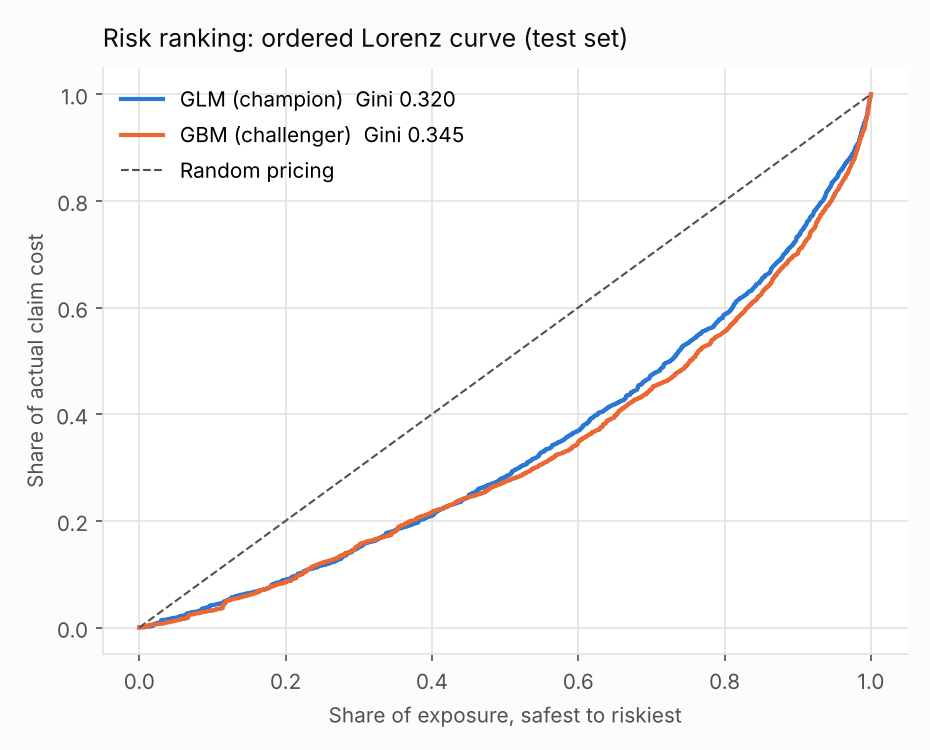 Risk ranking: ordered Lorenz curve (test set)
GLM (champion)  Gini 0.320
GBM (challenger)  Gini 0.345
Random pricing
Share of actual claim cost
1.0
0.8
0.6
0.4
0.2
0.0
0.0 0.2 0.4 0.6 0.8 1.0
Share of exposure, safest to riskiest